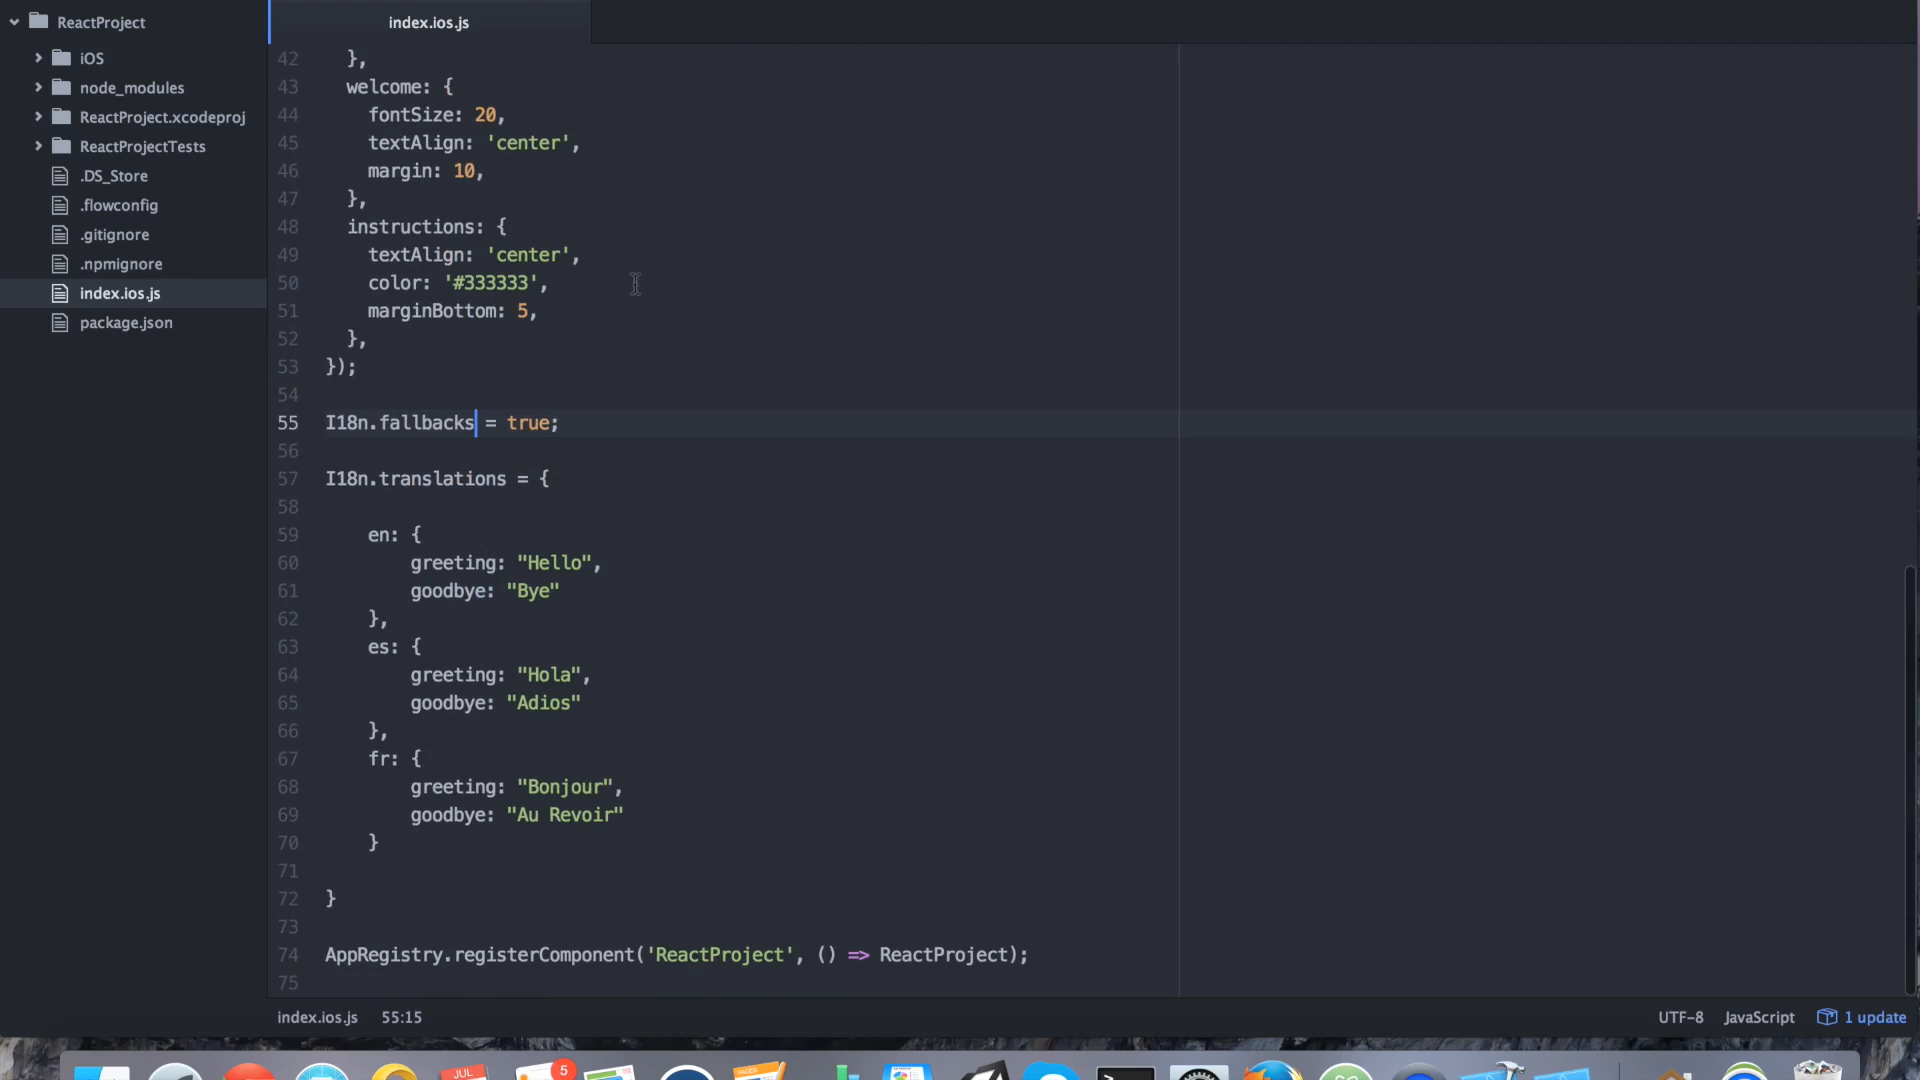 ReactProject
iOS
node_modules
ReactProject.xcodeproj
ReactProjectTests
.DS_Store
.flowconfig
.gitignore
.npmignore
index.ios.js
package.json
index.ios.js
42 },
43 welcome: {
44 fontSize: 20,
45 textAlign: 'center',
46 margin: 10,
47 },
48 instructions: {
49 textAlign: 'center',
50 color: '#333333',
51 marginBottom: 5,
52 },
53 });
54
55 I18n.fallbacks = true;
56
57 I18n.translations = {
58
59 en: {
60 greeting: "Hello",
61 goodbye: "Bye"
62 },
63 es: {
64 greeting: "Hola",
65 goodbye: "Adios"
66 },
67 fr: {
68 greeting: "Bonjour",
69 goodbye: "Au Revoir"
70 }
71
72 }
73
74 AppRegistry.registerComponent('ReactProject', () => ReactProject);
75
index.ios.js 55:15 UTF-8 JavaScript 1 update
JUL
5
PAGES